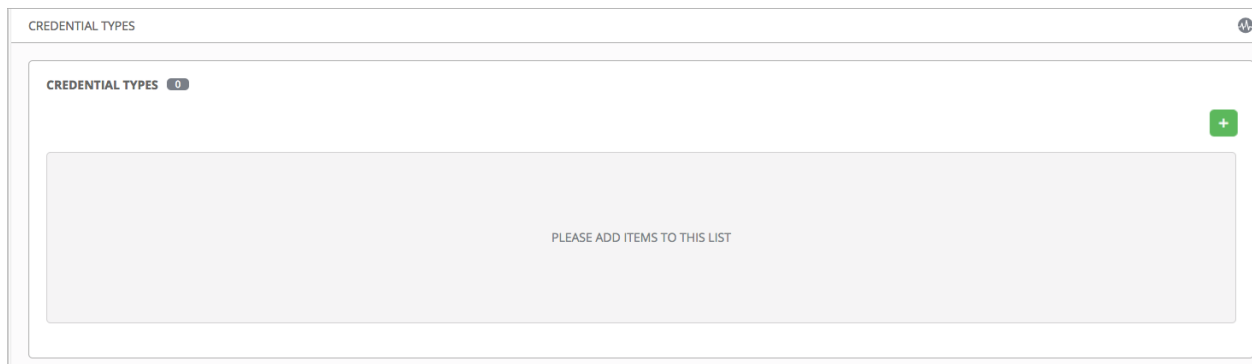 CREDENTIAL TYPES
CREDENTIAL TYPES 0
+
PLEASE ADD ITEMS TO THIS LIST